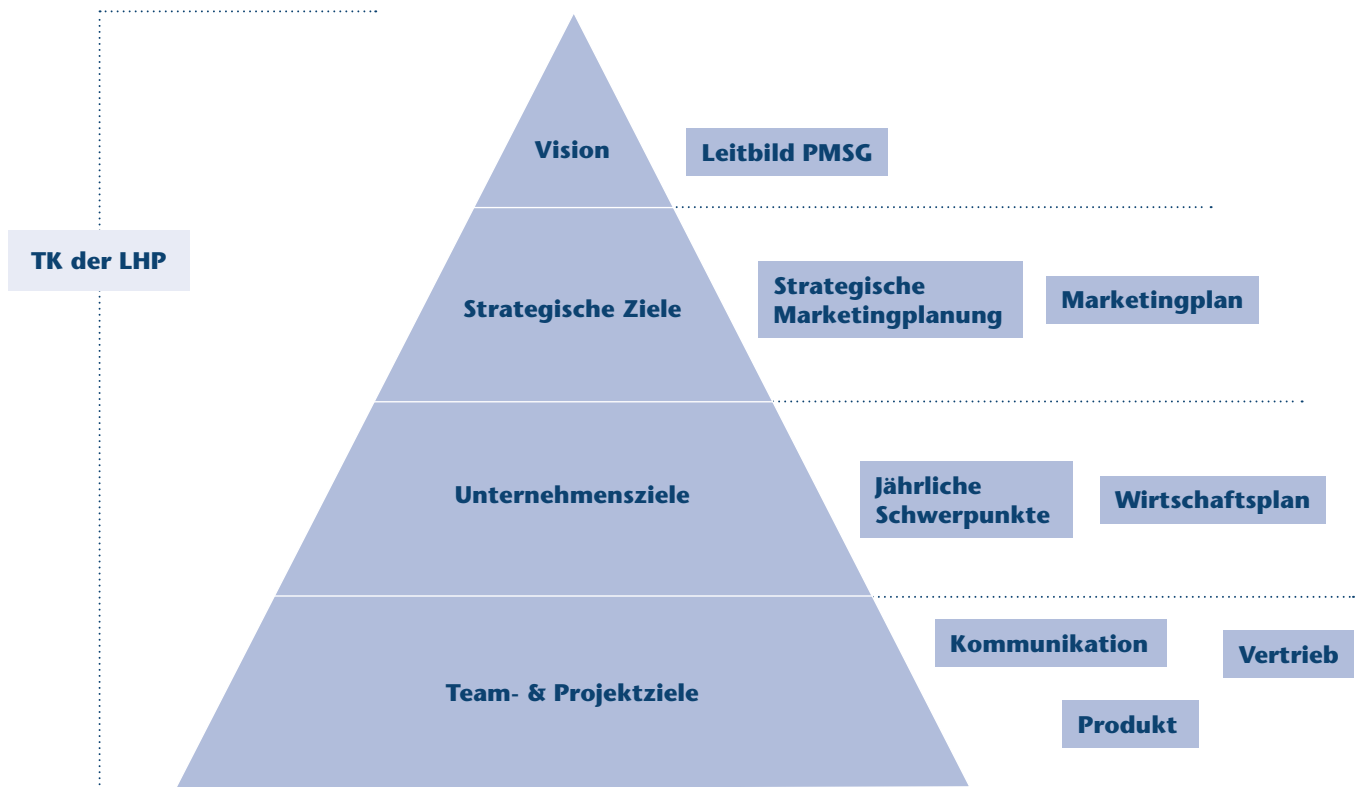 Vision
Leitbild PMSG
TK der LHP
Strategische Ziele
Strategische
Marketingplanung
Marketingplan
Unternehmensziele
Jährliche
Schwerpunkte
Wirtschaftsplan
Team- & Projektziele
Kommunikation
Vertrieb
Produkt